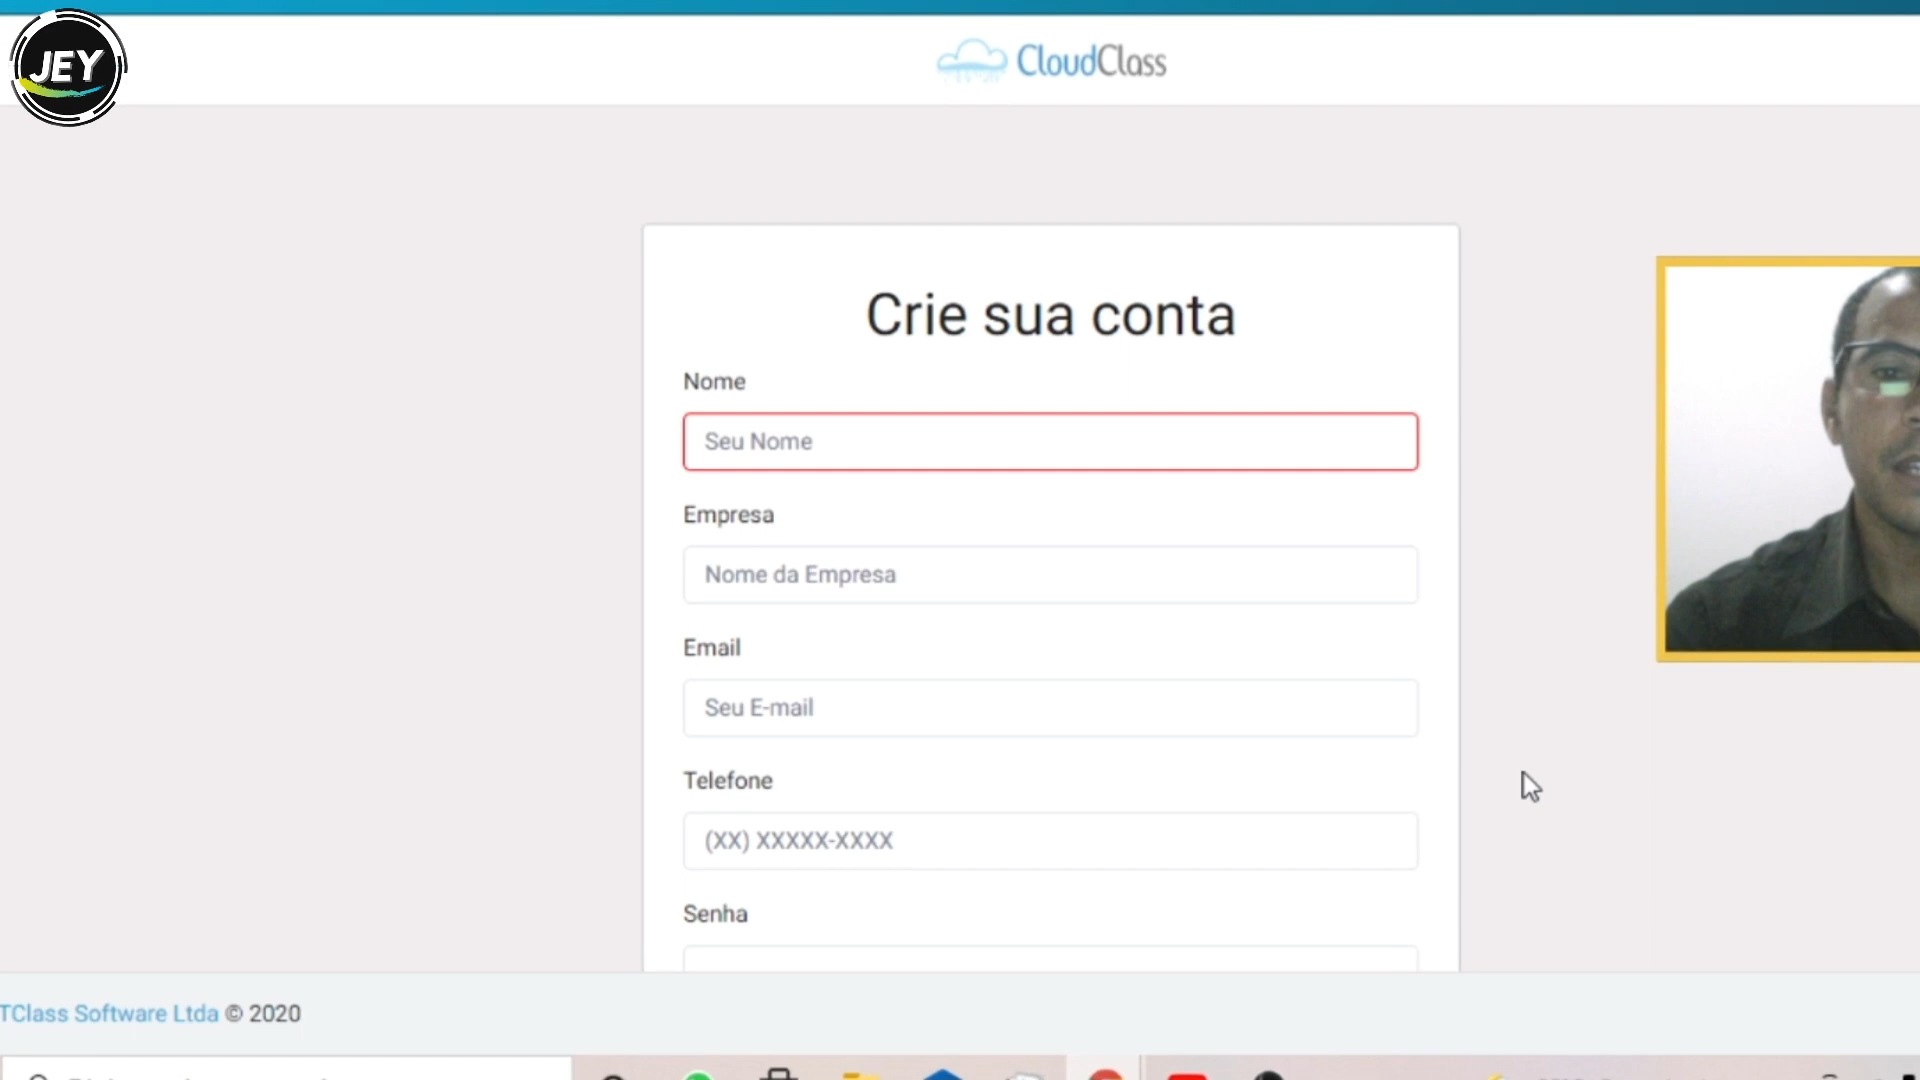 JEY
CloudClass
Crie sua conta
Nome
Seu Nome
Empresa
Nome da Empresa
Email
Seu E-mail
Telefone
(XX) XXXXX-XXXX
Senha
TClass Software Ltda © 2020